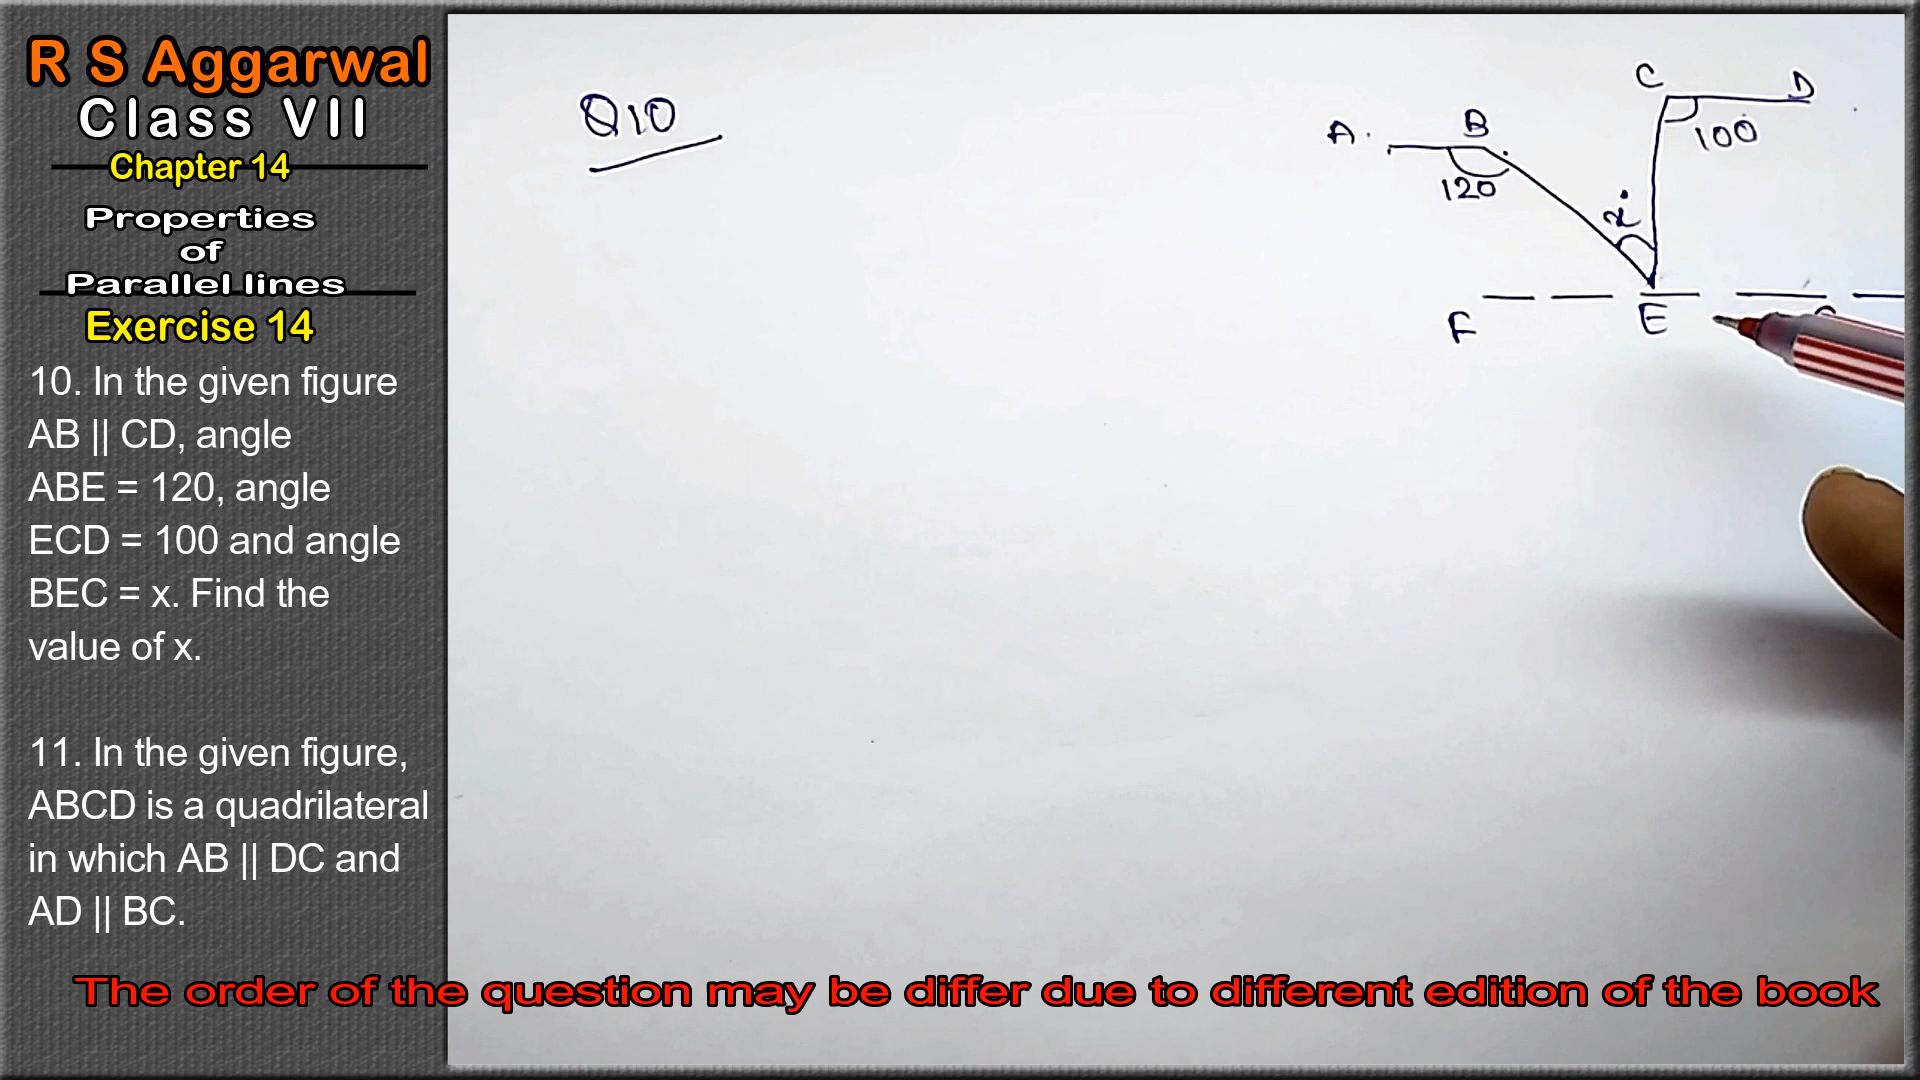 R S Aggarwal
Class VII
Chapter 14
Properties
of
Parallel lines
Exercise 14
10. In the given figure
AB || CD, angle
ABE = 120, angle
ECD = 100 and angle
BEC = x. Find the
value of x.
11. In the given figure,
ABCD is a quadrilateral
in which AB || DC and
AD || BC.
Q10
C D
A B
100
120
x°
F E
The order of the question may be differ due to different edition of the book